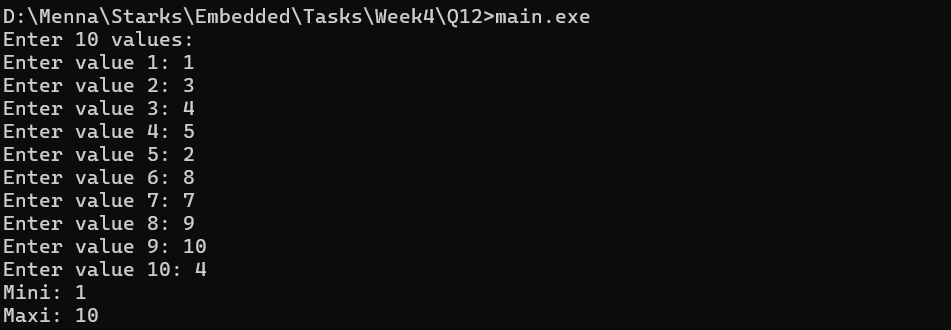 D:\Menna\Starks\Embedded\Tasks\Week4\Q12>main.exe
Enter 10 values:
Enter value 1: 1
Enter value 2: 3
Enter value 3: 4
Enter value 4: 5
Enter value 5: 2
Enter value 6: 8
Enter value 7: 7
Enter value 8: 9
Enter value 9: 10
Enter value 10: 4
Mini: 1
Maxi: 10